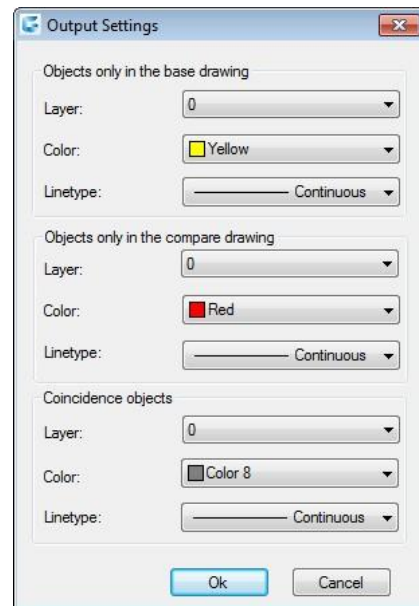 Output Settings
Objects only in the base drawing
Layer: 0
Color: Yellow
Linetype: Continuous
Objects only in the compare drawing
Layer: 0
Color: Red
Linetype: Continuous
Coincidence objects
Layer: 0
Color: Color 8
Linetype: Continuous
Ok Cancel